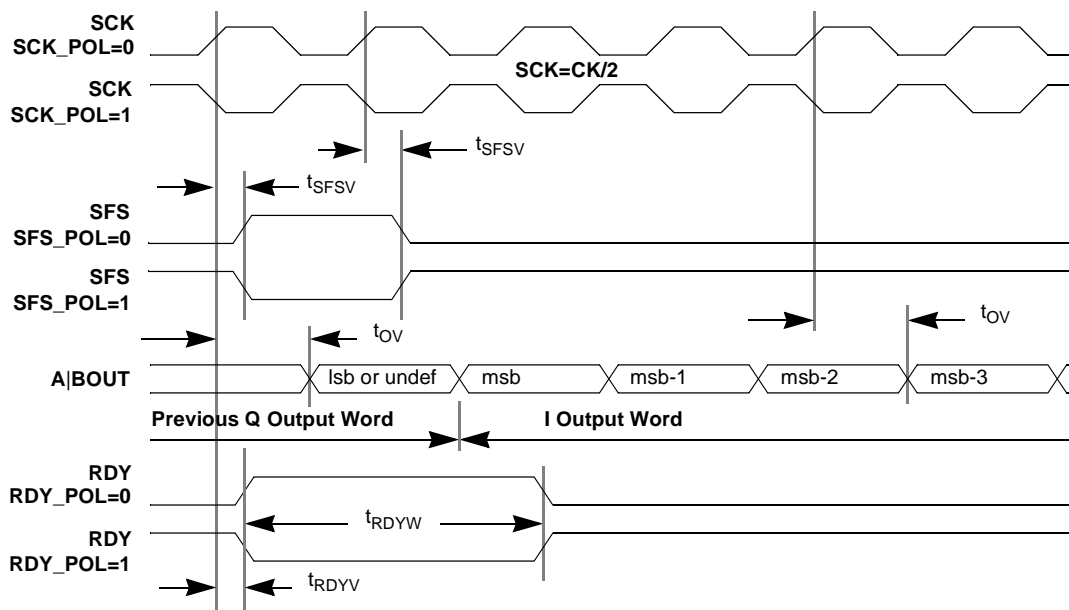 SCK
SCK_POL=0
SCK=CK/2
SCK
SCK_POL=1
tSFSV
tSFSV
SFS
SFS_POL=0
SFS
SFS_POL=1
tOV
tOV
A|BOUT
lsb or undef
msb
msb-1
msb-2
msb-3
Previous Q Output Word
I Output Word
RDY
RDY_POL=0
tRDYW
RDY
RDY_POL=1
tRDYV